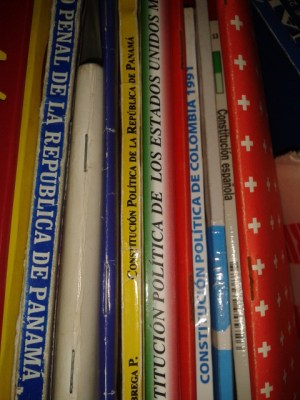 PENAL DE LA REPUBLICA DE PANAMÁ
CONSTITUCIÓN POLÍTICA DE LA REPÚBLICA DE PANAMÁ
BREGA P.
TITUCIÓN POLÍTICA DE LOS ESTADOS UNIDOS M
CONSTITUCIÓN POLÍTICA DE COLOMBIA 1991
Constitución española